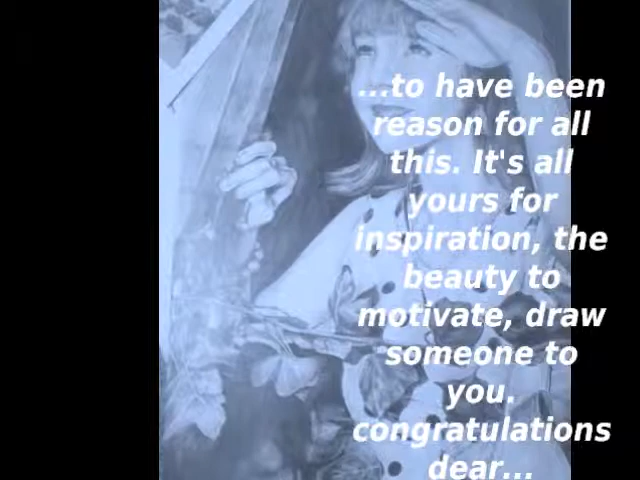 ...to have been
reason for all
this. It's all
yours for
inspiration, the
beauty to
motivate, draw
someone to
you.
congratulations
dear...